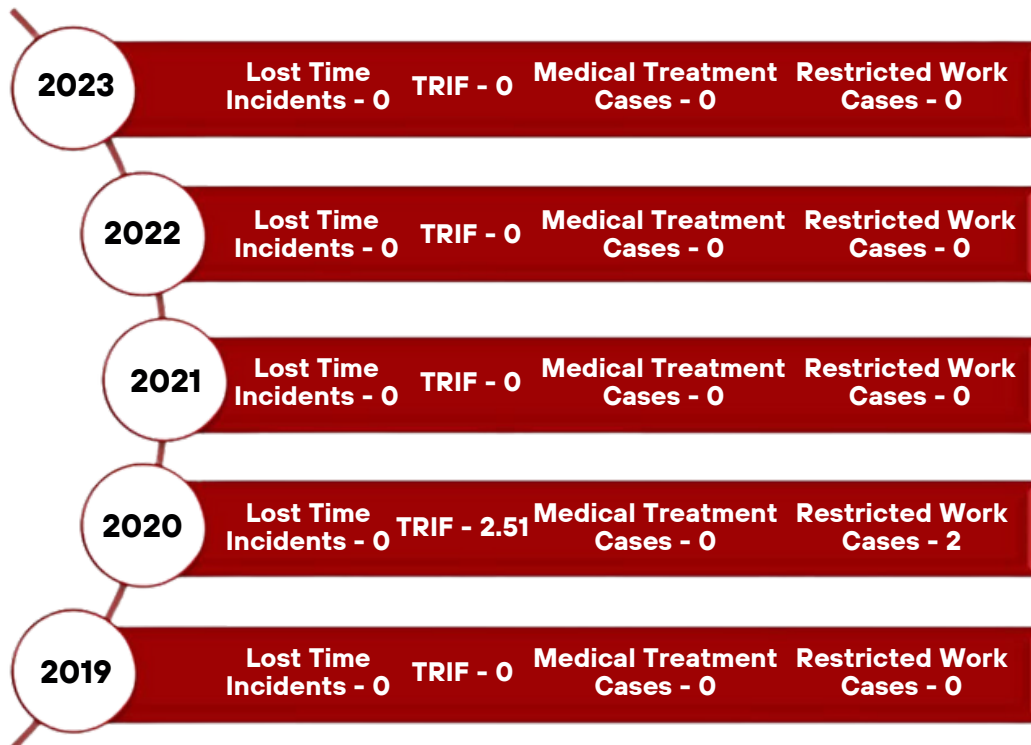 2023
Lost Time
Incidents - 0
TRIF - 0
Medical Treatment
Cases - 0
Restricted Work
Cases - 0
2022
Lost Time
Incidents - 0
TRIF - 0
Medical Treatment
Cases - 0
Restricted Work
Cases - 0
2021
Lost Time
Incidents - 0
TRIF - 0
Medical Treatment
Cases - 0
Restricted Work
Cases - 0
2020
Lost Time
Incidents - 0
TRIF - 2.51
Medical Treatment
Cases - 0
Restricted Work
Cases - 2
2019
Lost Time
Incidents - 0
TRIF - 0
Medical Treatment
Cases - 0
Restricted Work
Cases - 0